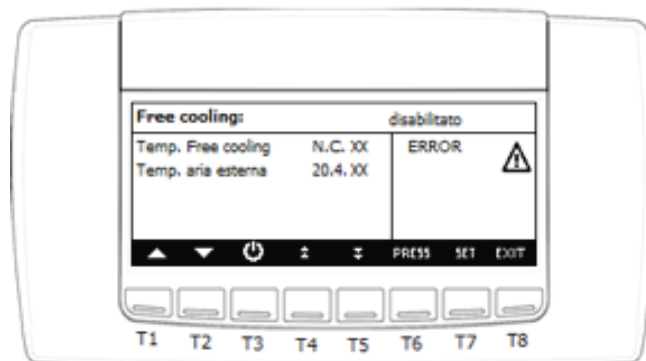 Free cooling: disabilitato
Temp. Free cooling N.C. XX ERROR
Temp. aria esterna 20.4. XX
PRESS SET EXIT
T1 T2 T3 T4 T5 T6 T7 T8